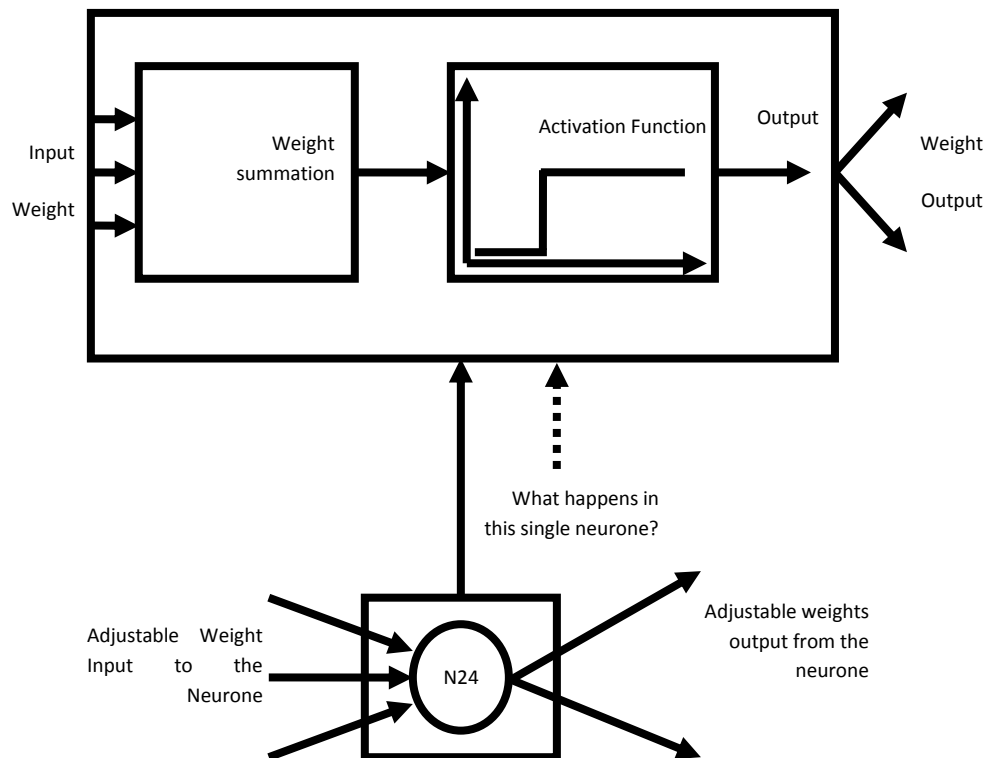 Input
Weight
Weight
summation
Activation Function
Output
Weight
Output
What happens in
this single neurone?
Adjustable Weight
Input to the
Neurone
N24
Adjustable weights
output from the
neurone